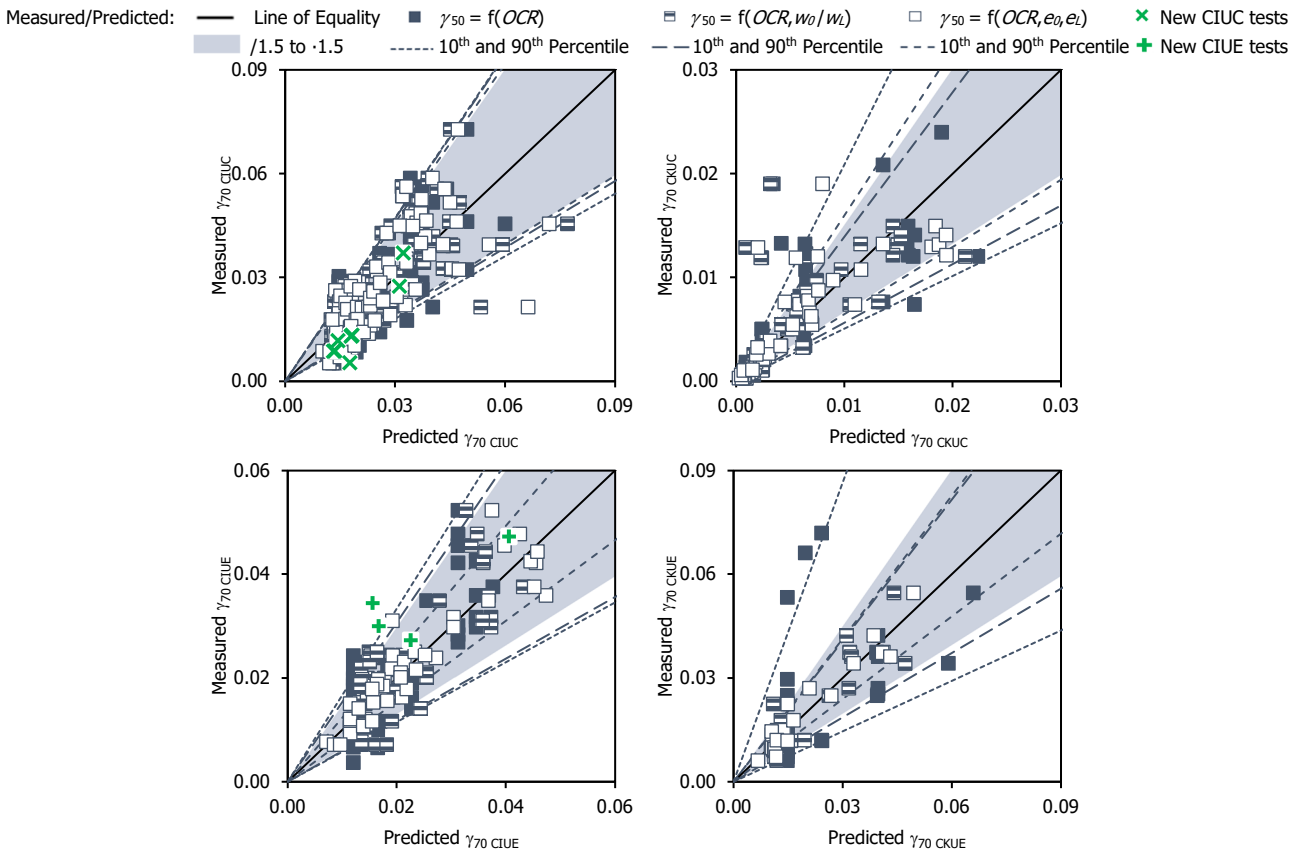 Measured/Predicted: Line of Equality γ50 = f(OCR) γ50 = f(OCR,w0/wL) γ50 = f(OCR,e0,eL) New CIUC tests
/1.5 to ·1.5 10th and 90th Percentile 10th and 90th Percentile 10th and 90th Percentile New CIUE tests
0.09
0.06
0.03
0.00
Measured γ70 CIUC
0.00 0.03 0.06 0.09
Predicted γ70 CIUC
0.03
0.02
0.01
0.00
Measured γ70 CKUC
0.00 0.01 0.02 0.03
Predicted γ70 CKUC
0.06
0.04
0.02
0.00
Measured γ70 CIUE
0.00 0.02 0.04 0.06
Predicted γ70 CIUE
0.09
0.06
0.03
0.00
Measured γ70 CKUE
0.00 0.03 0.06 0.09
Predicted γ70 CKUE